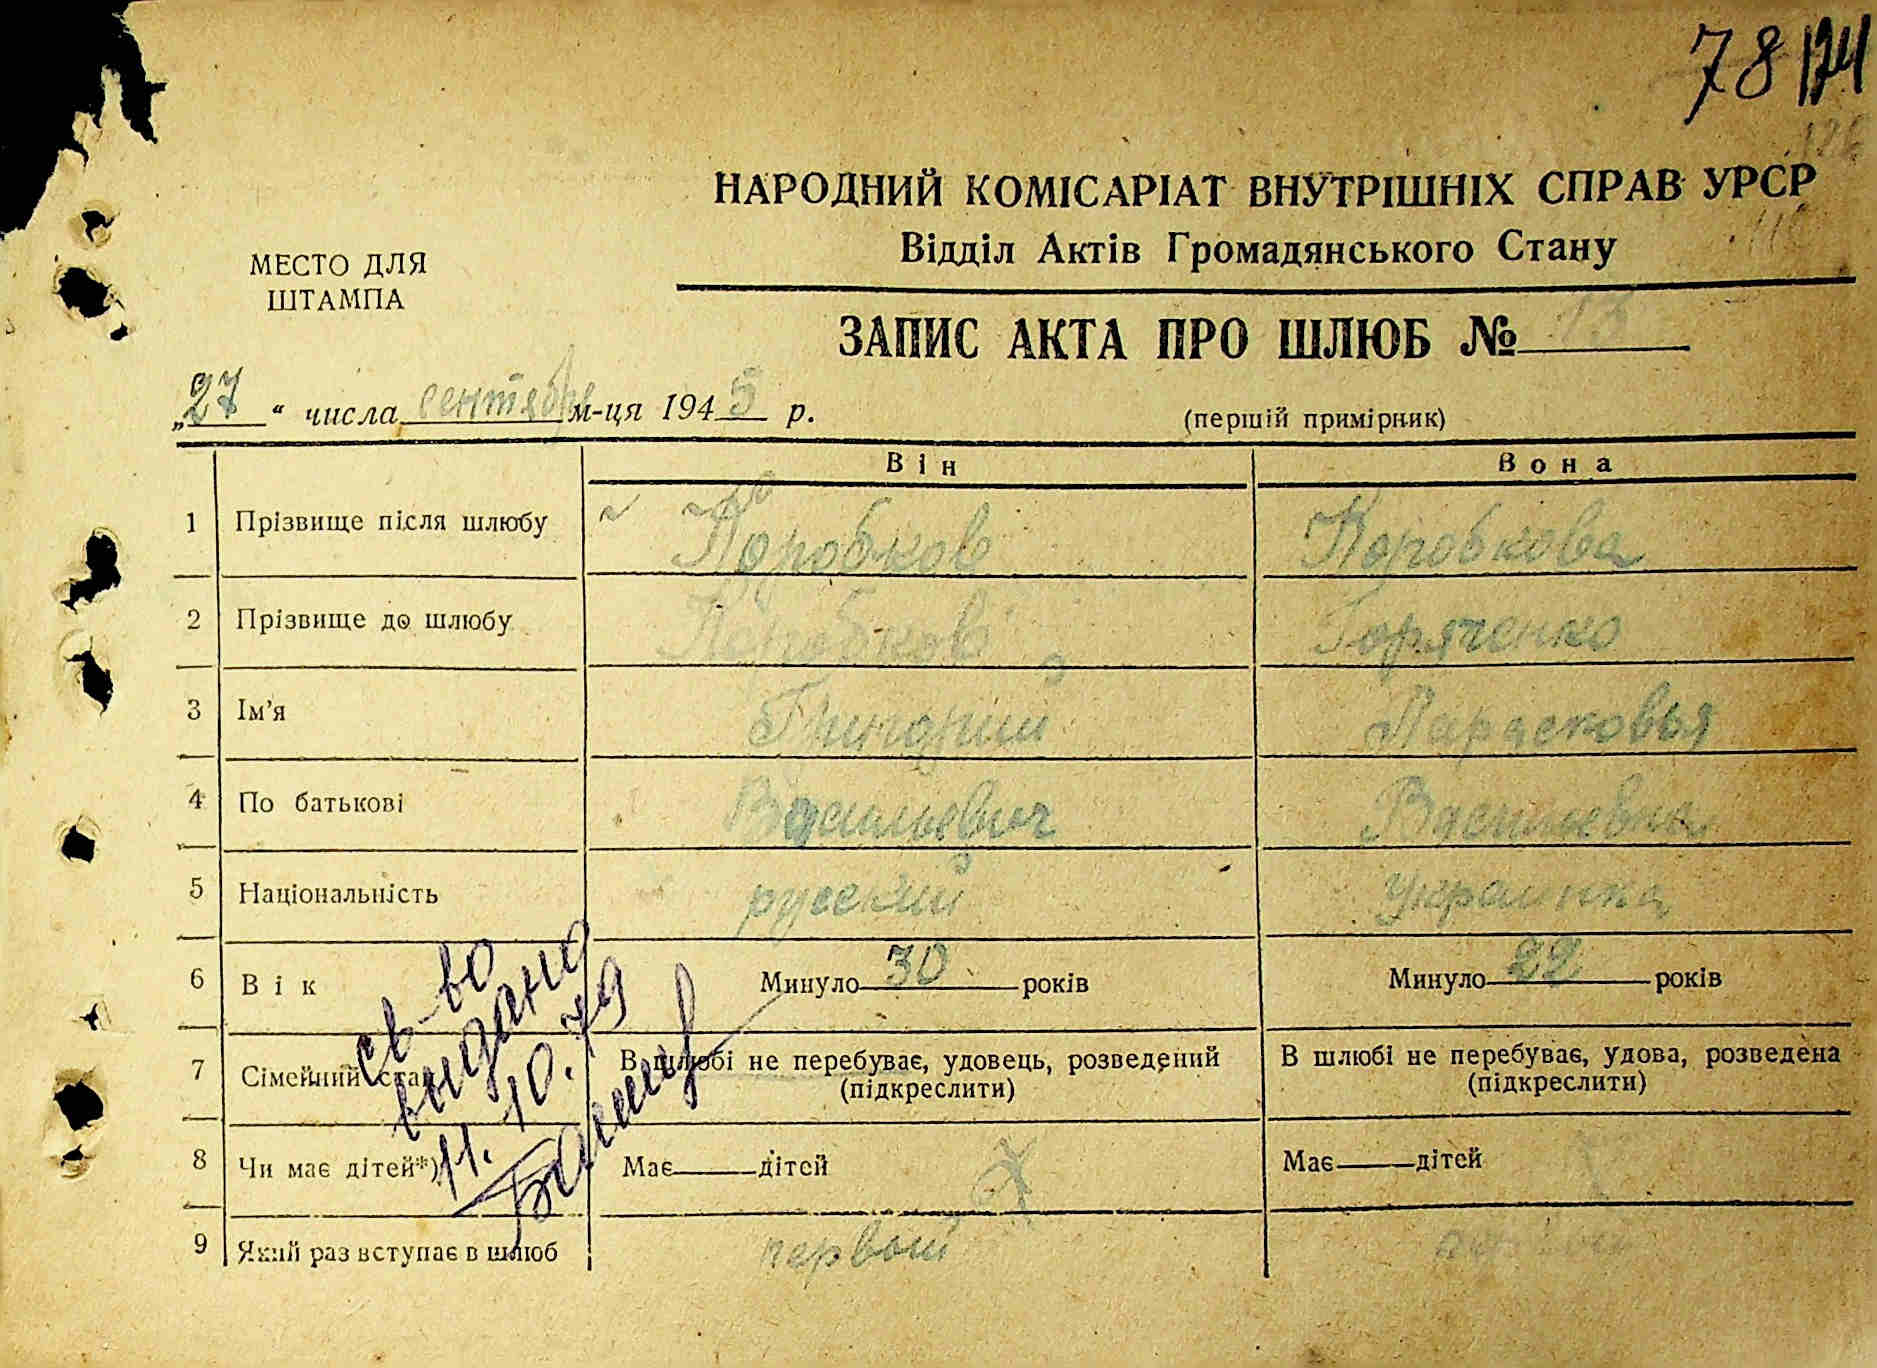 78 174
126
НАРОДНИЙ КОМІСАРІАТ ВНУТРІШНІХ СПРАВ УРСР
Відділ Актів Громадянського Стану
МЕСТО ДЛЯ
ШТАМПА
ЗАПИС АКТА ПРО ШЛЮБ № 13
„27“ числа сентября м-ця 1945 р.
(перший примірник)
Він Вона
1 Прізвище після шлюбу Коробков Коробкова
2 Прізвище до шлюбу Коробков Горяченко
3 Ім’я Григорий Парасковья
4 По батькові Васильевич Васильевна
5 Національність русский украинка
6 Вік Минуло 30 років Минуло 22 років
7 Сімейний стан В шлюбі не перебуває, удовець, розведений (підкреслити) В шлюбі не перебуває, удова, розведена (підкреслити)
8 Чи має дітей*) Має дітей Має дітей
9 Який раз вступає в шлюб первый
св-во
выдано
11.10.79